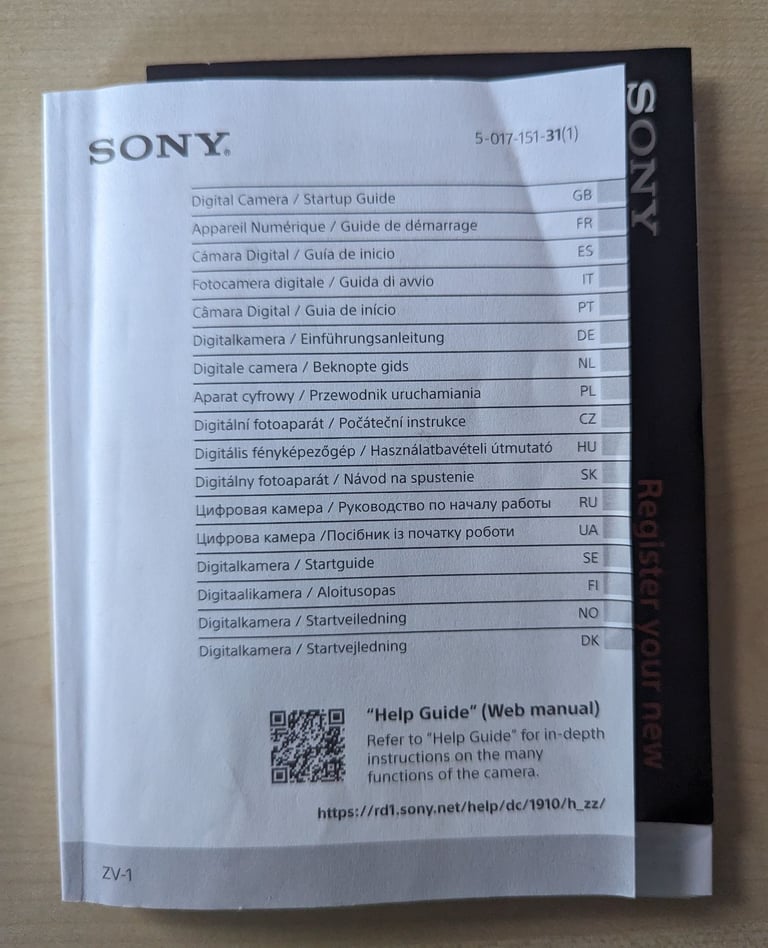 SONY®
5-017-151-31(1)
Digital Camera / Startup Guide GB
Appareil Numérique / Guide de démarrage FR
Cámara Digital / Guía de inicio ES
Fotocamera digitale / Guida di avvio IT
Câmara Digital / Guia de início PT
Digitalkamera / Einführungsanleitung DE
Digitale camera / Beknopte gids NL
Aparat cyfrowy / Przewodnik uruchamiania PL
Digitální fotoaparát / Počáteční instrukce CZ
Digitális fényképezőgép / Használatbavételi útmutató HU
Digitálny fotoaparát / Návod na spustenie SK
Цифровая камера / Руководство по началу работы RU
Цифрова камера /Посібник із початку роботи UA
Digitalkamera / Startguide SE
Digitaalikamera / Aloitusopas FI
Digitalkamera / Startveiledning NO
Digitalkamera / Startvejledning DK
"Help Guide" (Web manual)
Refer to "Help Guide" for in-depth
instructions on the many
functions of the camera.
https://rd1.sony.net/help/dc/1910/h_zz/
ZV-1
SONY
Register your new